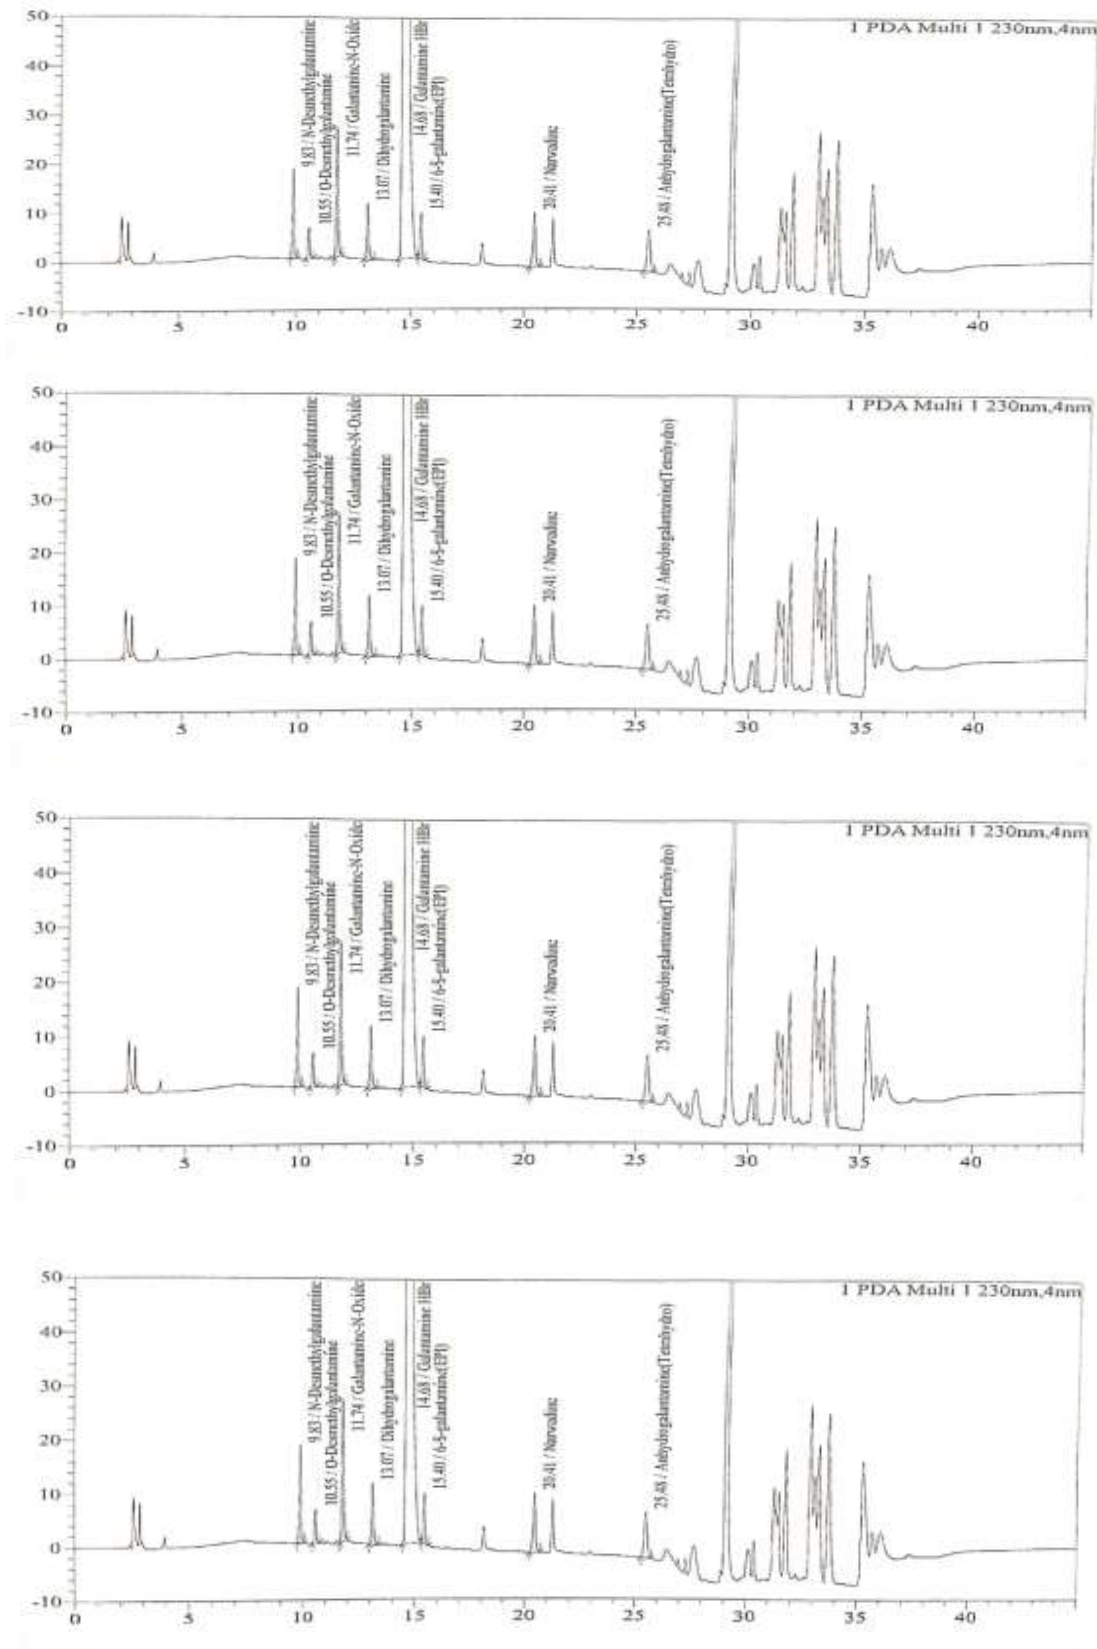 50
1 PDA Multi 1 230nm,4nm
40
30
20
10
0
-10
9.83 / N-Desmethylgalantamine
10.55 / O-Desmethylgalantamine
11.74 / Galantamine-N-Oxide
13.07 / Dihydrogalantamine
14.68 / Galantamine HBr
15.40 / 6-S-galantamine(EPI)
20.41 / Narwadine
25.48 / Anhydrogalantamine(Tetrahydro)
0 5 10 15 20 25 30 35 40
50
1 PDA Multi 1 230nm,4nm
40
30
20
10
0
-10
9.83 / N-Desmethylgalantamine
10.55 / O-Desmethylgalantamine
11.74 / Galantamine-N-Oxide
13.07 / Dihydrogalantamine
14.68 / Galantamine HBr
15.40 / 6-S-galantamine(EPI)
20.41 / Narwadine
25.48 / Anhydrogalantamine(Tetrahydro)
0 5 10 15 20 25 30 35 40
50
1 PDA Multi 1 230nm,4nm
40
30
20
10
0
-10
9.83 / N-Desmethylgalantamine
10.55 / O-Desmethylgalantamine
11.74 / Galantamine-N-Oxide
13.07 / Dihydrogalantamine
14.68 / Galantamine HBr
15.40 / 6-S-galantamine(EPI)
20.41 / Narwadine
25.48 / Anhydrogalantamine(Tetrahydro)
0 5 10 15 20 25 30 35 40
50
1 PDA Multi 1 230nm,4nm
40
30
20
10
0
-10
9.83 / N-Desmethylgalantamine
10.55 / O-Desmethylgalantamine
11.74 / Galantamine-N-Oxide
13.07 / Dihydrogalantamine
14.68 / Galantamine HBr
15.40 / 6-S-galantamine(EPI)
20.41 / Narwadine
25.48 / Anhydrogalantamine(Tetrahydro)
0 5 10 15 20 25 30 35 40